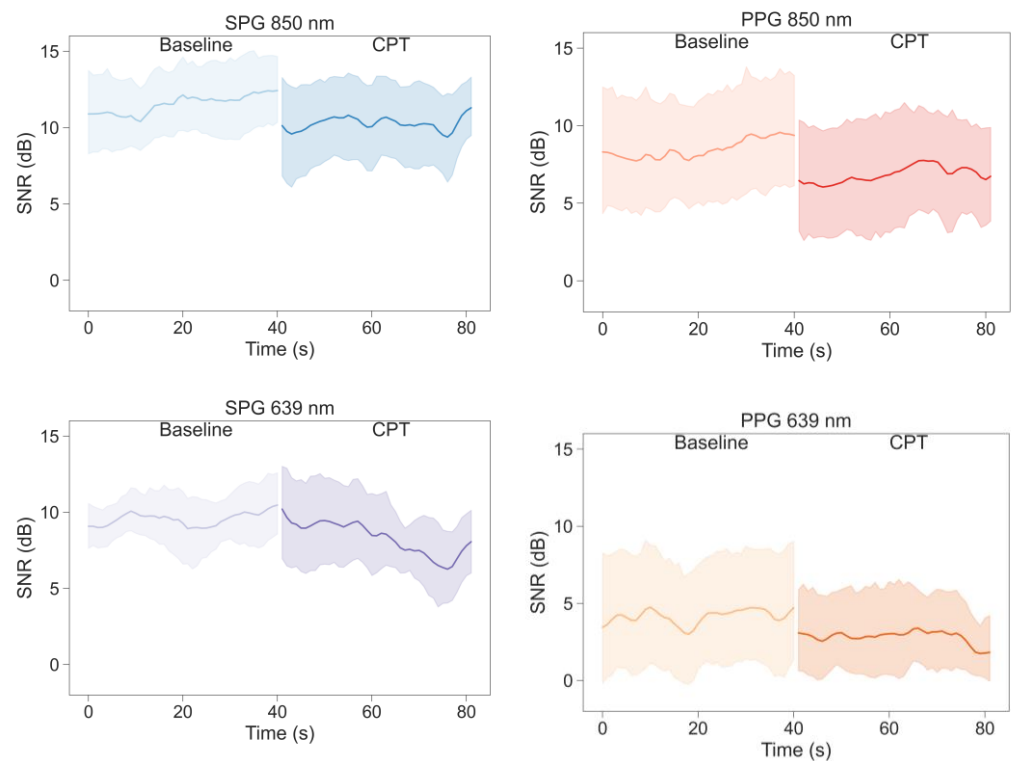 SPG 850 nm
Baseline CPT
15
10
5
0
SNR (dB)
0 20 40 60 80
Time (s)
PPG 850 nm
Baseline CPT
15
10
5
0
SNR (dB)
0 20 40 60 80
Time (s)
SPG 639 nm
Baseline CPT
15
10
5
0
SNR (dB)
0 20 40 60 80
Time (s)
PPG 639 nm
Baseline CPT
15
10
5
0
SNR (dB)
0 20 40 60 80
Time (s)